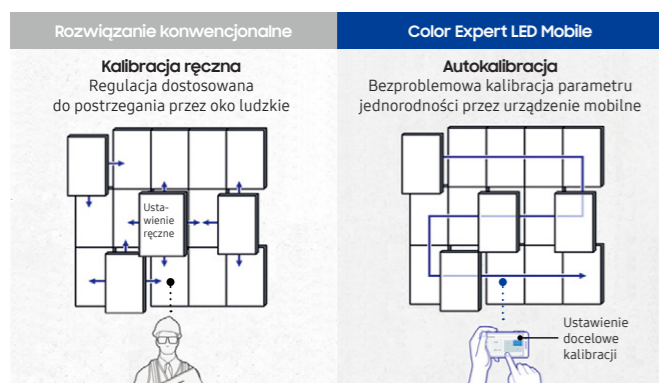 Rozwiązanie konwencjonalne
Kalibracja ręczna
Regulacja dostosowana
do postrzegania przez oko ludzkie
Usta-
wienie
ręczne
Color Expert LED Mobile
Autokalibracja
Bezproblemowa kalibracja parametru
jednorodności przez urządzenie mobilne
Ustawienie
docelowe
kalibracji